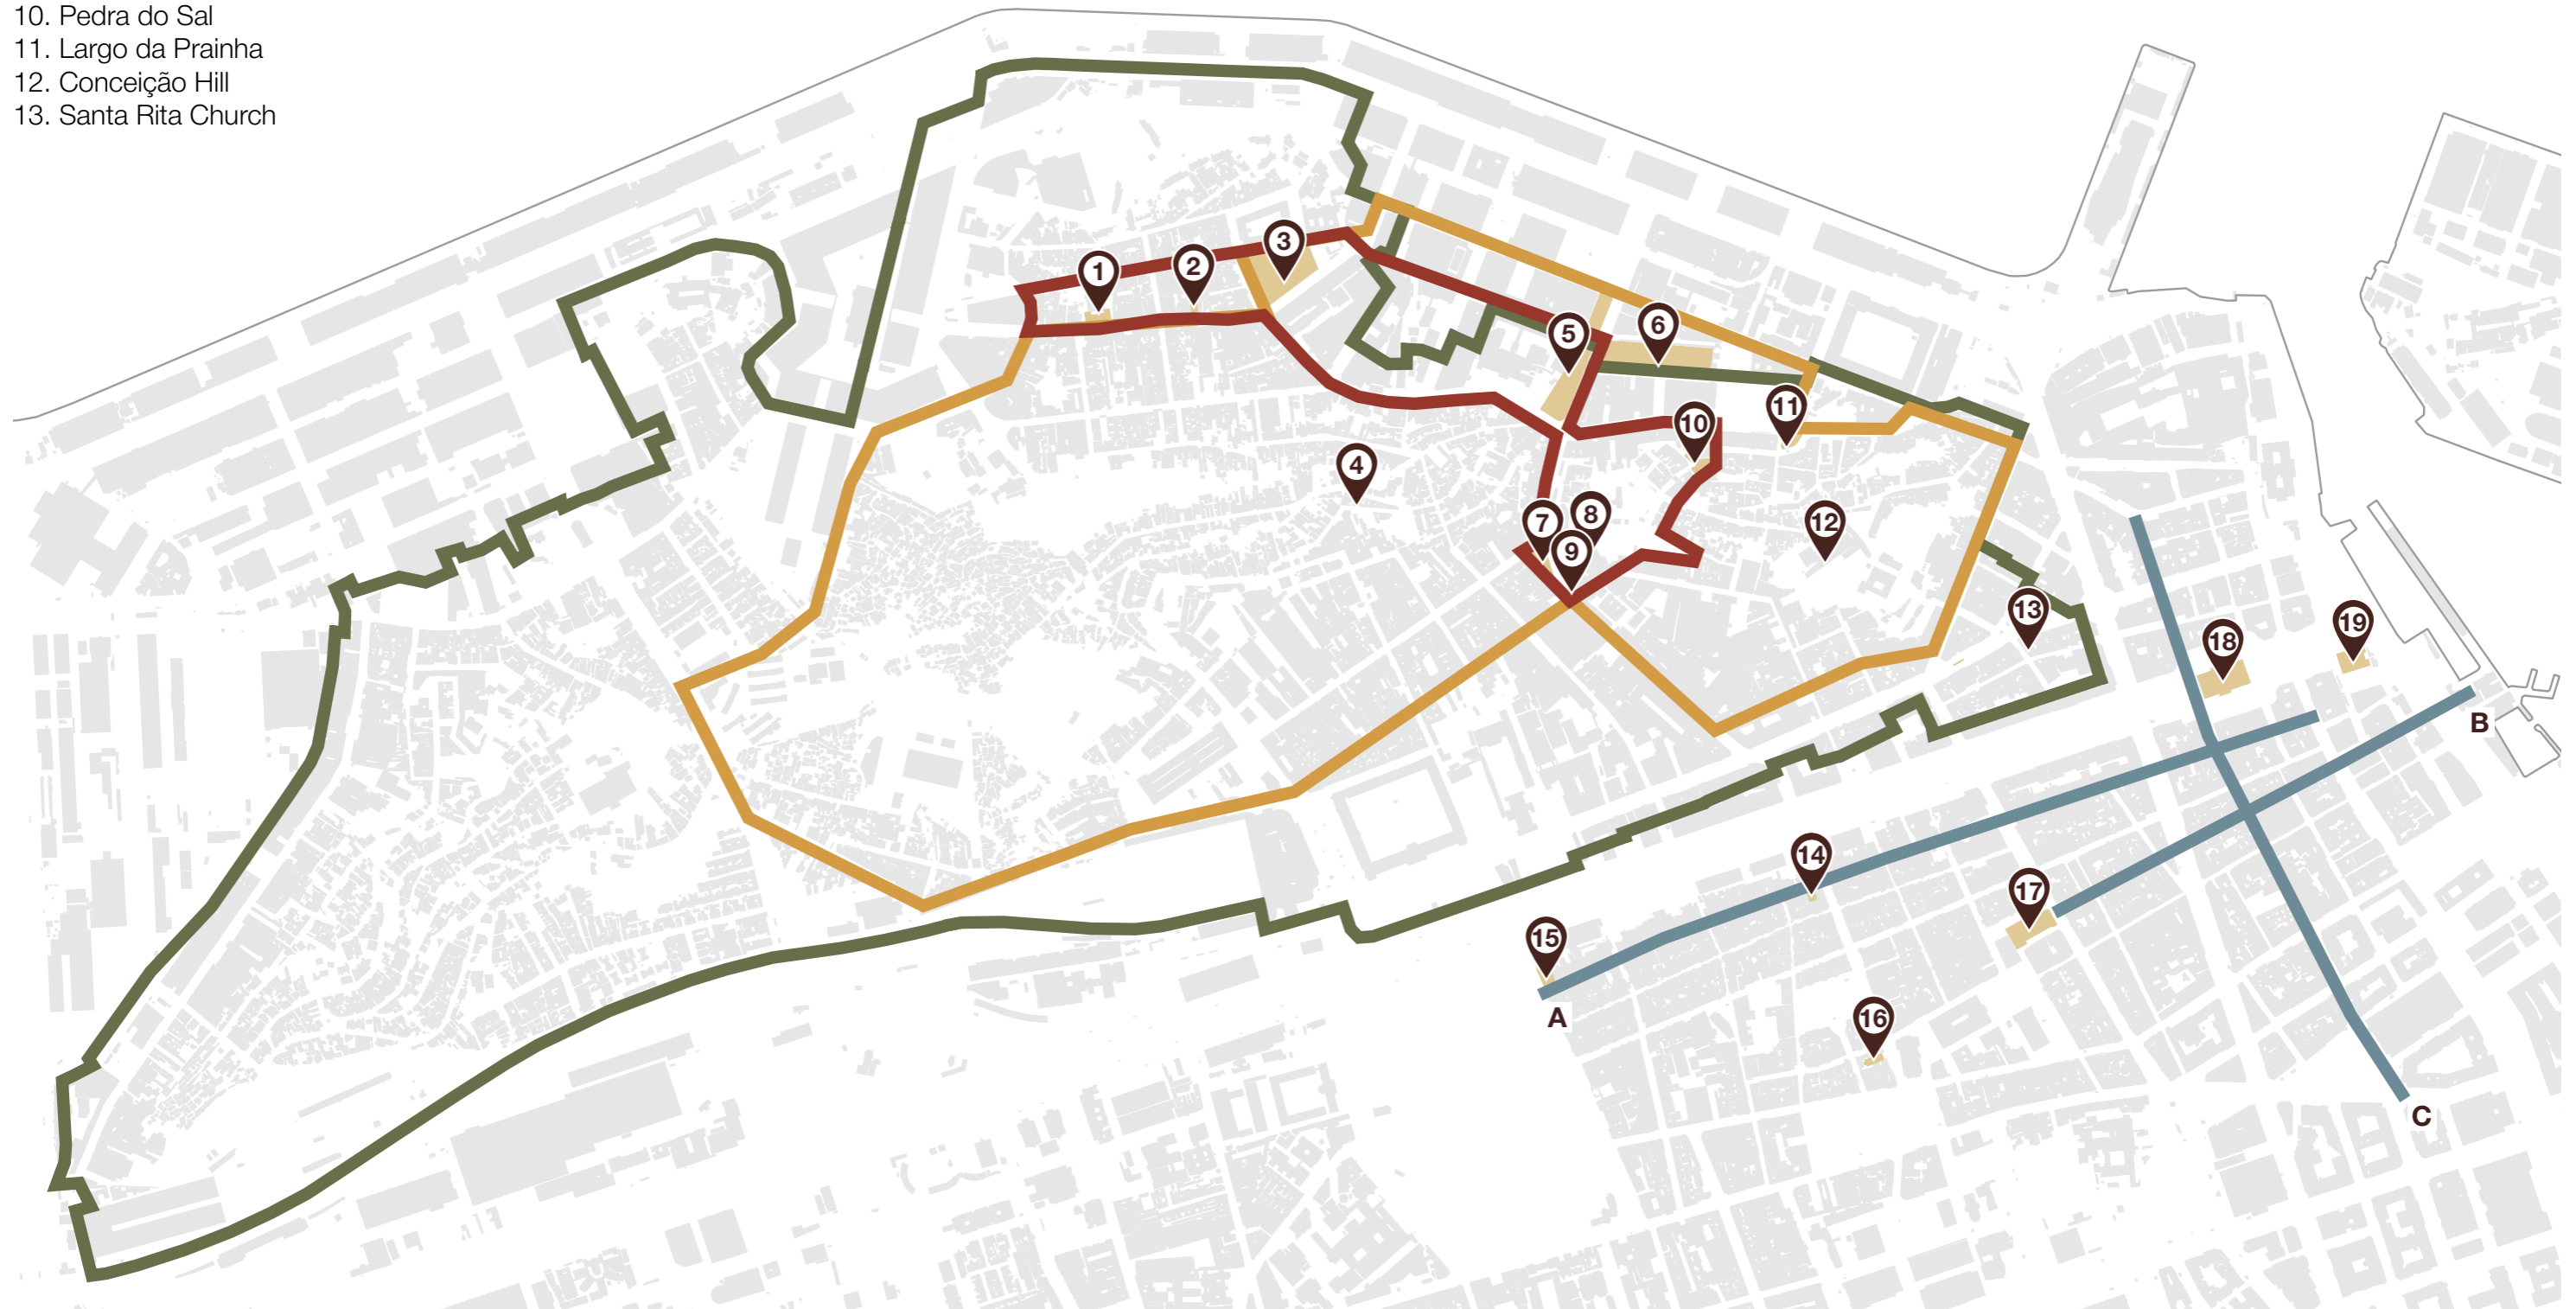 10. Pedra do Sal
11. Largo da Prainha
12. Conceição Hill
13. Santa Rita Church
3
2
1
6
5
11
10
4
8
7
12
9
13
19
18
B
14
17
15
A
16
C